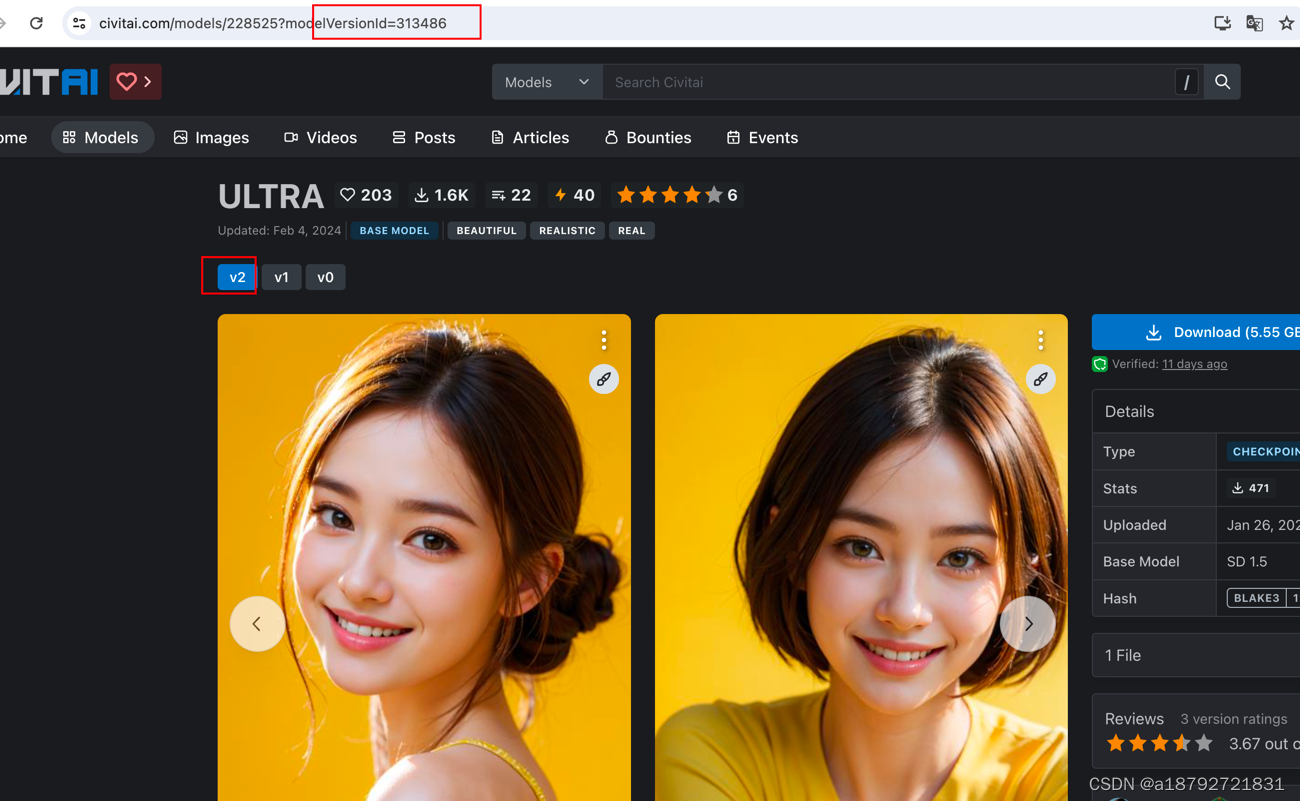 civitai.com/models/228525?modelVersionId=313486
VITAI
Models Search Civitai /
ome Models Images Videos Posts Articles Bounties Events
ULTRA 203 1.6K 22 40 6
Updated: Feb 4, 2024 BASE MODEL BEAUTIFUL REALISTIC REAL
v2 v1 v0
Download (5.55 GB
Verified: 11 days ago
Details
Type CHECKPOIN
Stats 471
Uploaded Jan 26, 202
Base Model SD 1.5
Hash BLAKE3 1
1 File
Reviews 3 version ratings
3.67 out o
CSDN @a18792721831